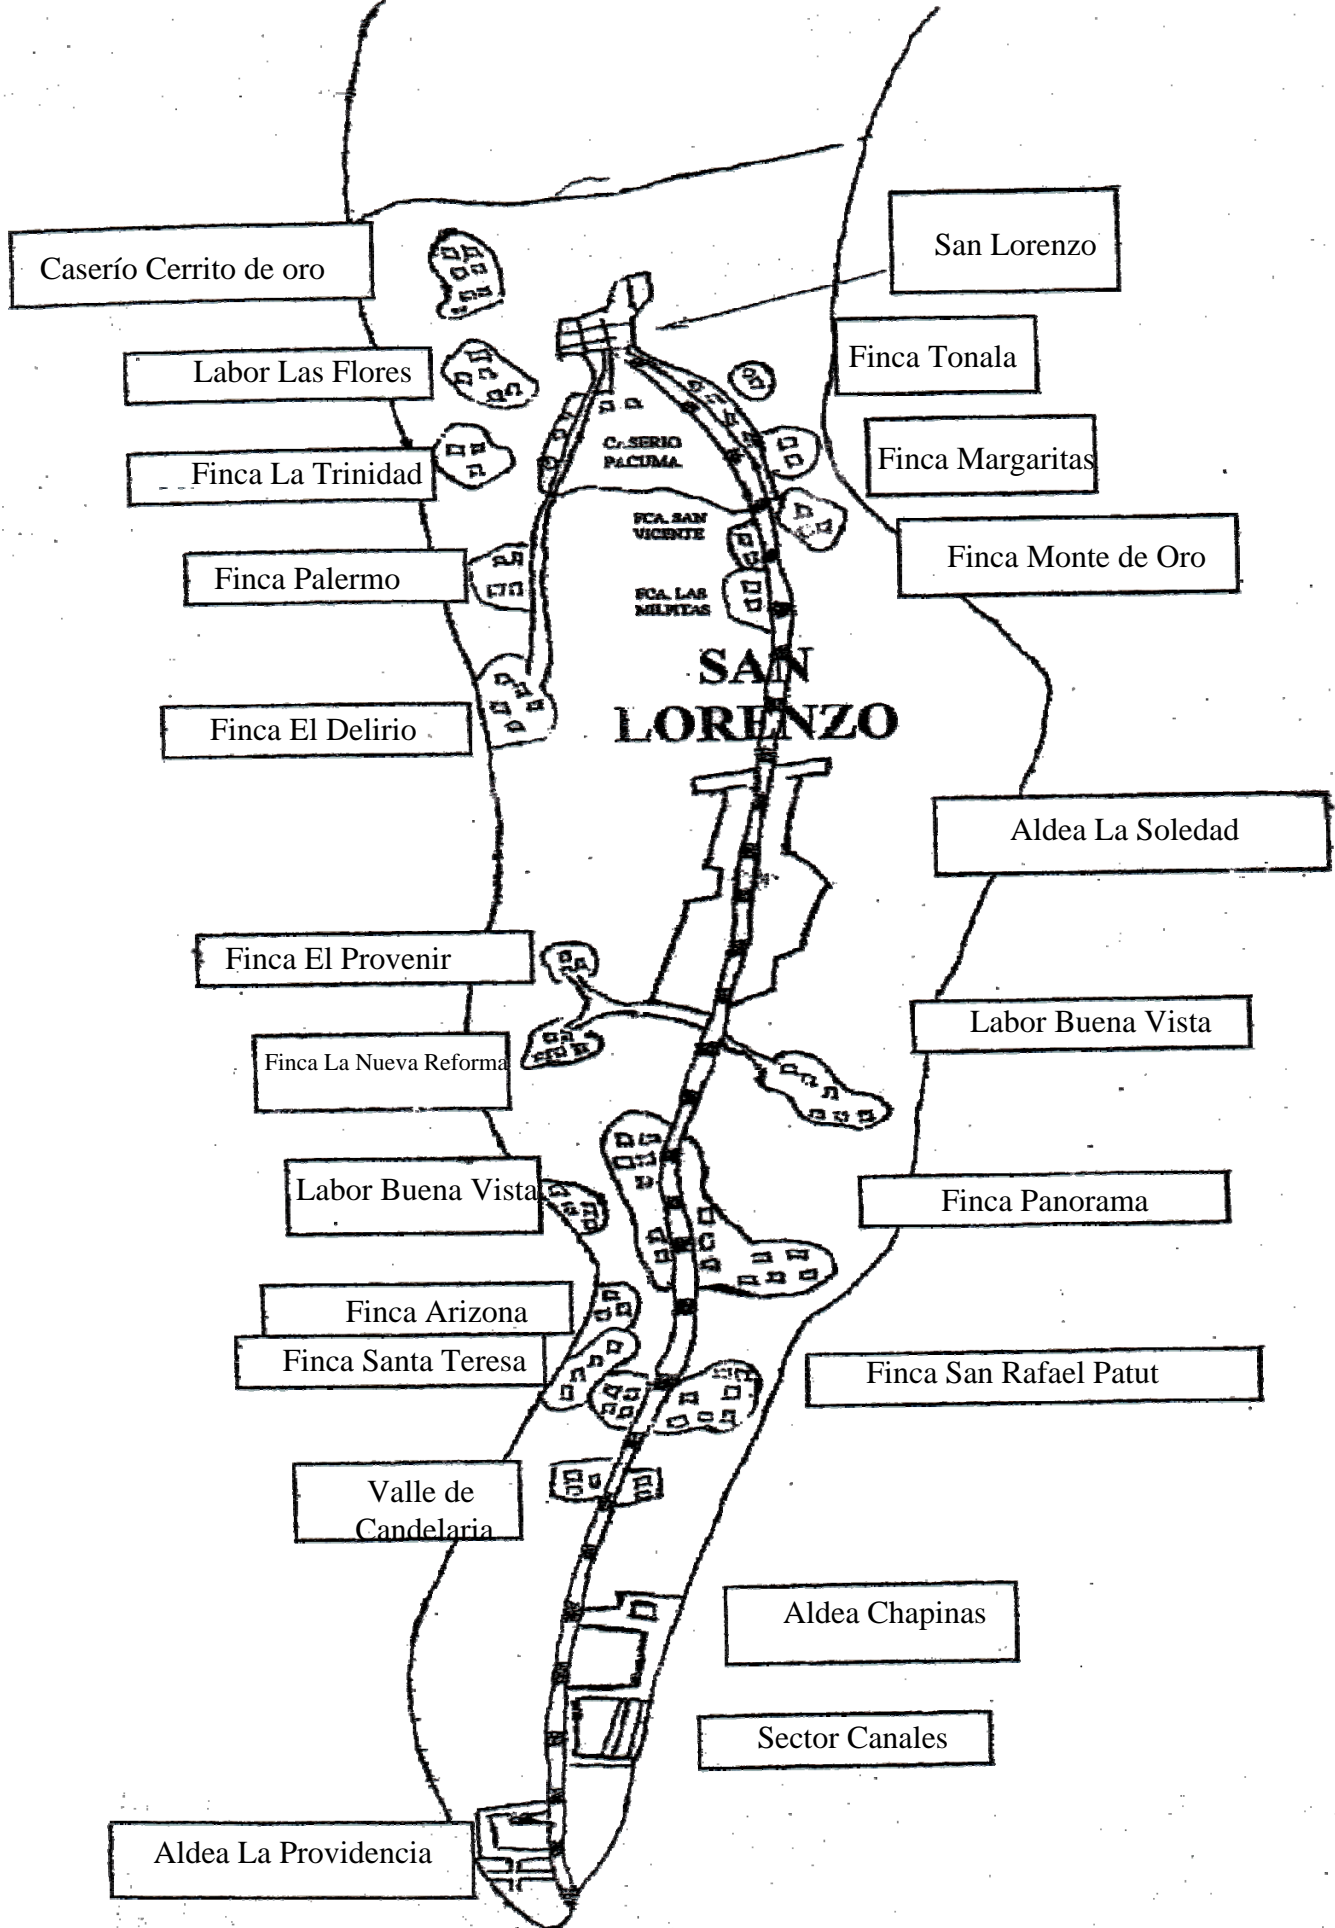 San Lorenzo
Caserío Cerrito de oro
Finca Tonala
Labor Las Flores
CASERIO
PACUMA
Finca Margaritas
Finca La Trinidad
FCA. SAN
VICENTE
Finca Monte de Oro
Finca Palermo
FCA. LAS
MILPITAS
SAN
LORENZO
Finca El Delirio
Aldea La Soledad
Finca El Provenir
Labor Buena Vista
Finca La Nueva Reforma
Labor Buena Vista
Finca Panorama
Finca Arizona
Finca Santa Teresa
Finca San Rafael Patut
Valle de
Candelaria
Aldea Chapinas
Sector Canales
Aldea La Providencia